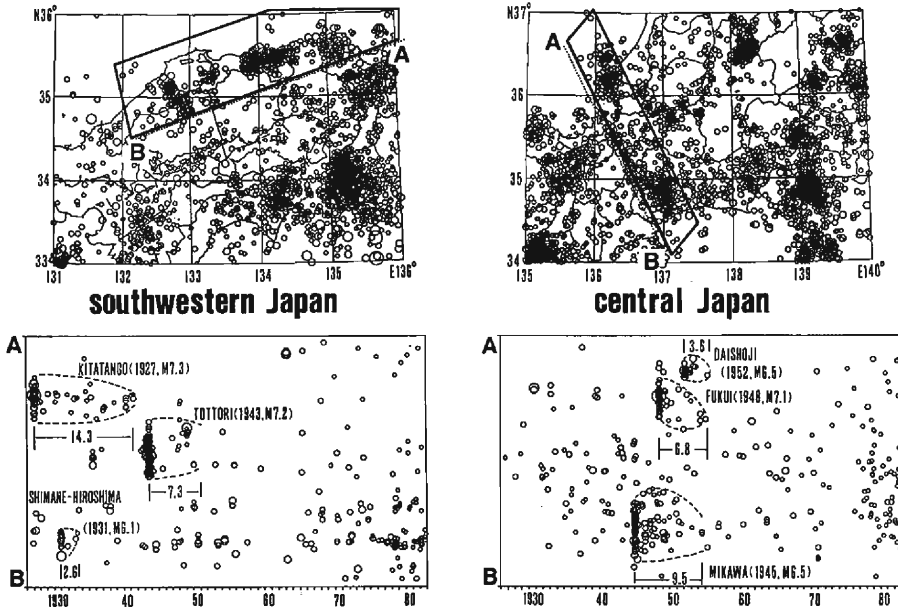 N36°
35
34
33
131
132
133
134
135
E136°
A
B
southwestern Japan
N37°
36
35
34
135
136
137
138
139
E140°
A
B
central Japan
A
KITATANGO(1927, M7.3)
14.3
TOTTORI(1943, M7.2)
7.3
SHIMANE-HIROSHIMA
(1931, M6.1)
2.6
B
1930
40
50
60
70
80
A
3.6
DAISHOJI
(1952, M6.5)
FUKUI(1948, M7.1)
6.8
MIKAWA(1945, M6.5)
9.5
B
1930
40
50
60
70
80